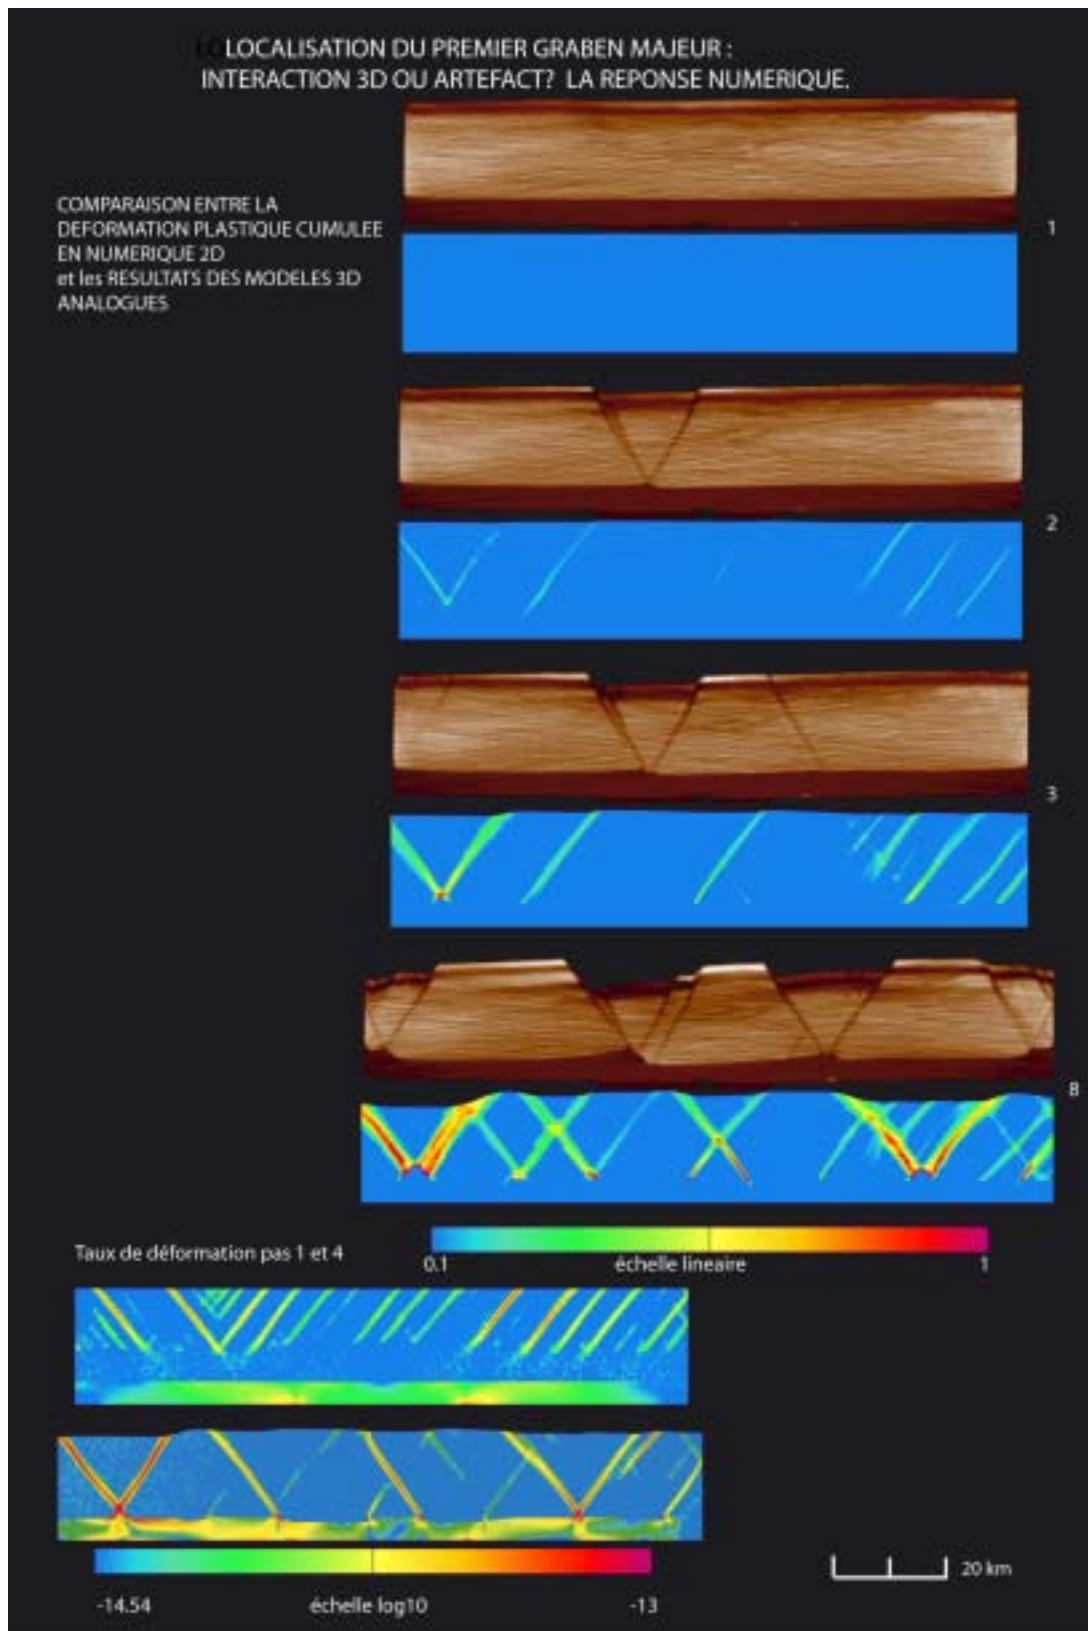 LOLOCALISATION DU PREMIER GRABEN MAJEUR :
INTERACTION 3D OU ARTEFACT? LA REPONSE NUMERIQUE.
COMPARAISON ENTRE LA
DEFORMATION PLASTIQUE CUMULEE
EN NUMERIQUE 2D
et les RESULTATS DES MODELES 3D
ANALOGUES
1
2
3
8
Taux de déformation pas 1 et 4
0.1 échelle lineaire 1
20 km
-14.54 échelle log10 -13